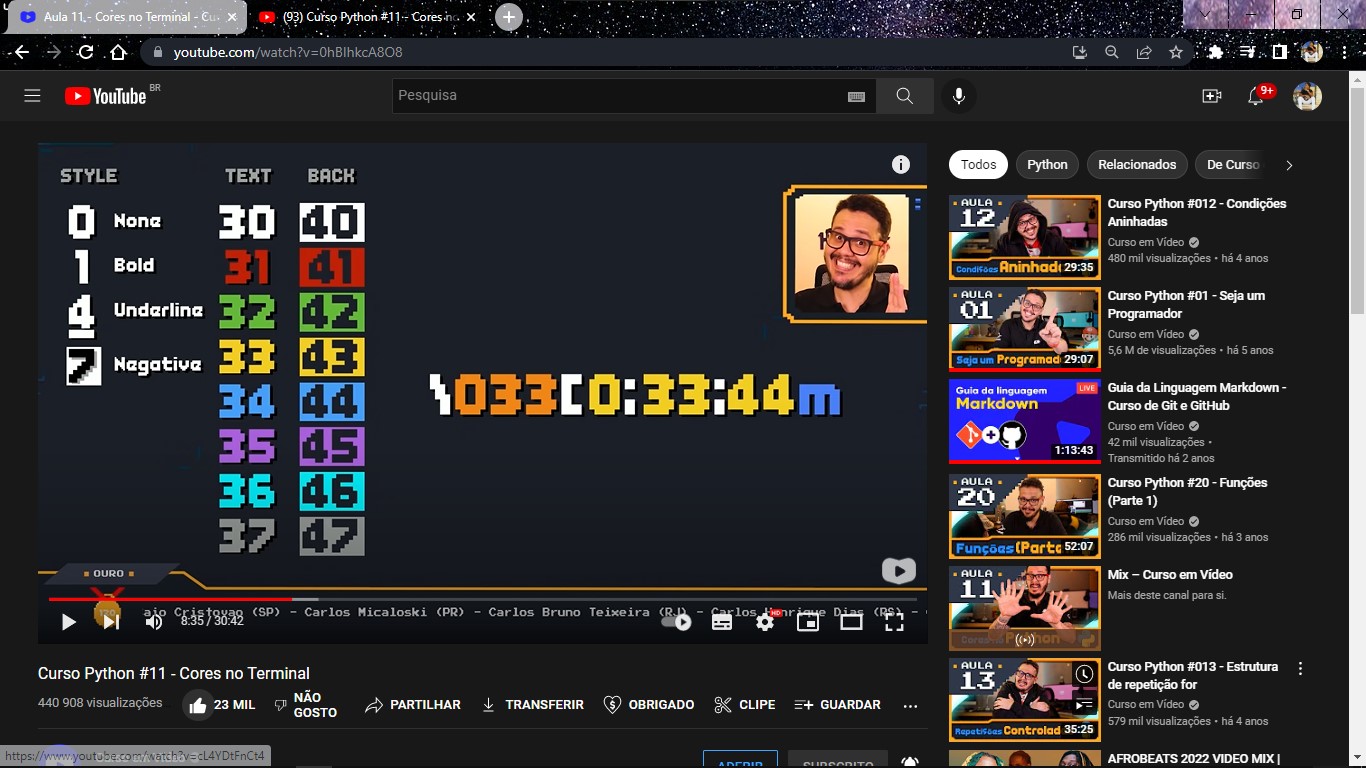 Aula 11 - Cores no Terminal - Cu
(93) Curso Python #11 - Cores no
youtube.com/watch?v=0hBIhkcA8O8
YouTube BR
Pesquisa
9+
STYLE TEXT BACK
0 None 30 40
1 Bold 31 41
4 Underline 32 42
7 Negative 33 43
34 44
35 45
36 46
37 47
\033[0:33:44m
OURO
aio Cristovao (SP) - Carlos Micaloski (PR) - Carlos Bruno Teixeira (RJ) - Carlos Henrique Dias (RS) -
8:35 / 30:42
HD
Curso Python #11 - Cores no Terminal
440 908 visualizações
23 MIL
NÃO GOSTO
PARTILHAR
TRANSFERIR
OBRIGADO
CLIPE
GUARDAR
https://www.youtube.com/watch?v=cL4YDtFnCt4
ADERIR
SUBSCRITO
Todos
Python
Relacionados
De Curso
AULA
12
Condições Aninhada
29:35
Curso Python #012 - Condições
Aninhadas
Curso em Vídeo
480 mil visualizações • há 4 anos
AULA
01
Seja um Programad
29:07
Curso Python #01 - Seja um
Programador
Curso em Vídeo
5,6 M de visualizações • há 5 anos
Guia da linguagem
Markdown
LIVE
1:13:43
Guia da Linguagem Markdown -
Curso de Git e GitHub
Curso em Vídeo
42 mil visualizações •
Transmitido há 2 anos
AULA
20
Funções (Parte
52:07
Curso Python #20 - Funções
(Parte 1)
Curso em Vídeo
286 mil visualizações • há 3 anos
AULA
11
Python
Mix – Curso em Vídeo
Mais deste canal para si.
AULA
13
Repetições Controlad
35:25
Curso Python #013 - Estrutura
de repetição for
Curso em Vídeo
579 mil visualizações • há 4 anos
AFROBEATS 2022 VIDEO MIX |